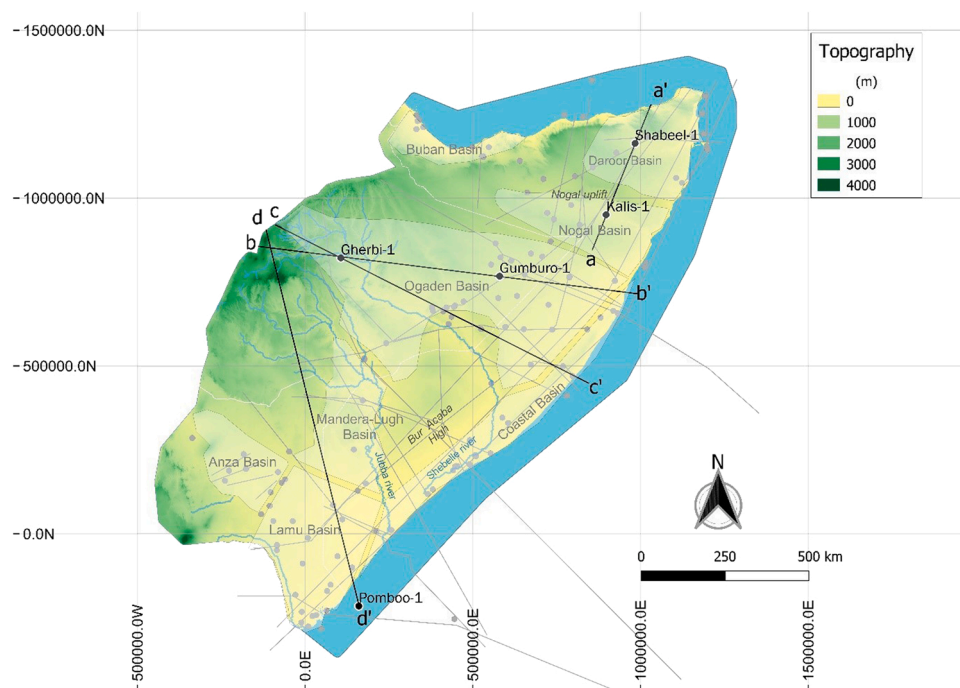 1500000.0N
Topography
(m)
0
1000
2000
3000
4000
a'
Shabeel-1
Buban Basin
Daroor Basin
1000000.0N
Nogal uplift
Kalis-1
d c
Nogal Basin
b
Gherbi-1
a
Gumburo-1
Ogaden Basin
b'
500000.0N
c'
Coastal Basin
Mandera-Lugh
Basin
Bur Acaba
High
Shebelle river
Jubba river
Anza Basin
N
Lamu Basin
0.0N
0 250 500 km
Pomboo-1
d'
500000.0W
0.0E
500000.0E
1000000.0E
1500000.0E